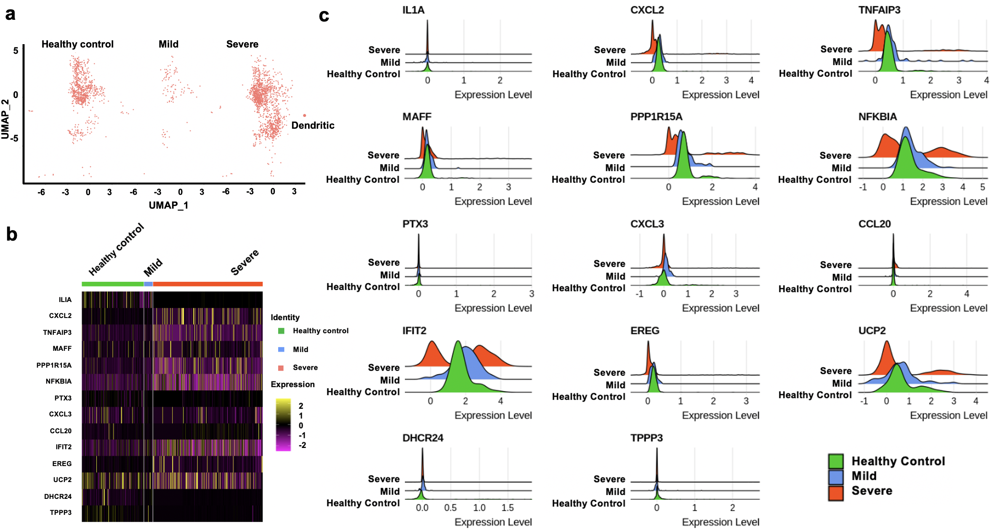 a
Healthy control Mild Severe
5
0
-5
UMAP_2
Dendritic
-6 -3 0 3 -6 -3 0 3 -6 -3 0 3
UMAP_1
b
Healthy control
Mild
Severe
ILIA
CXCL2
TNFAIP3
MAFF
PPP1R15A
NFKBIA
PTX3
CXCL3
CCL20
IFIT2
EREG
UCP2
DHCR24
TPPP3
Identity
Healthy control
Mild
Severe
Expression
2
1
0
-1
-2
c
IL1A
Severe
Mild
Healthy Control
0 1 2
Expression Level
CXCL2
Severe
Mild
Healthy Control
0 1 2 3 4
Expression Level
TNFAIP3
Severe
Mild
Healthy Control
0 1 2 3 4
Expression Level
MAFF
Severe
Mild
Healthy Control
0 1 2 3
Expression Level
PPP1R15A
Severe
Mild
Healthy Control
0 2 4
Expression Level
NFKBIA
Severe
Mild
Healthy Control
-1 0 1 2 3 4 5
Expression Level
PTX3
Severe
Mild
Healthy Control
0 1 2 3
Expression Level
CXCL3
Severe
Mild
Healthy Control
-1 0 1 2 3
Expression Level
CCL20
Severe
Mild
Healthy Control
0 2 4
Expression Level
IFIT2
Severe
Mild
Healthy Control
0 2 4
Expression Level
EREG
Severe
Mild
Healthy Control
0 1 2 3
Expression Level
UCP2
Severe
Mild
Healthy Control
-1 0 1 2 3 4
Expression Level
DHCR24
Severe
Mild
Healthy Control
0.0 0.5 1.0 1.5
Expression Level
TPPP3
Severe
Mild
Healthy Control
0 1 2
Expression Level
Healthy Control
Mild
Severe